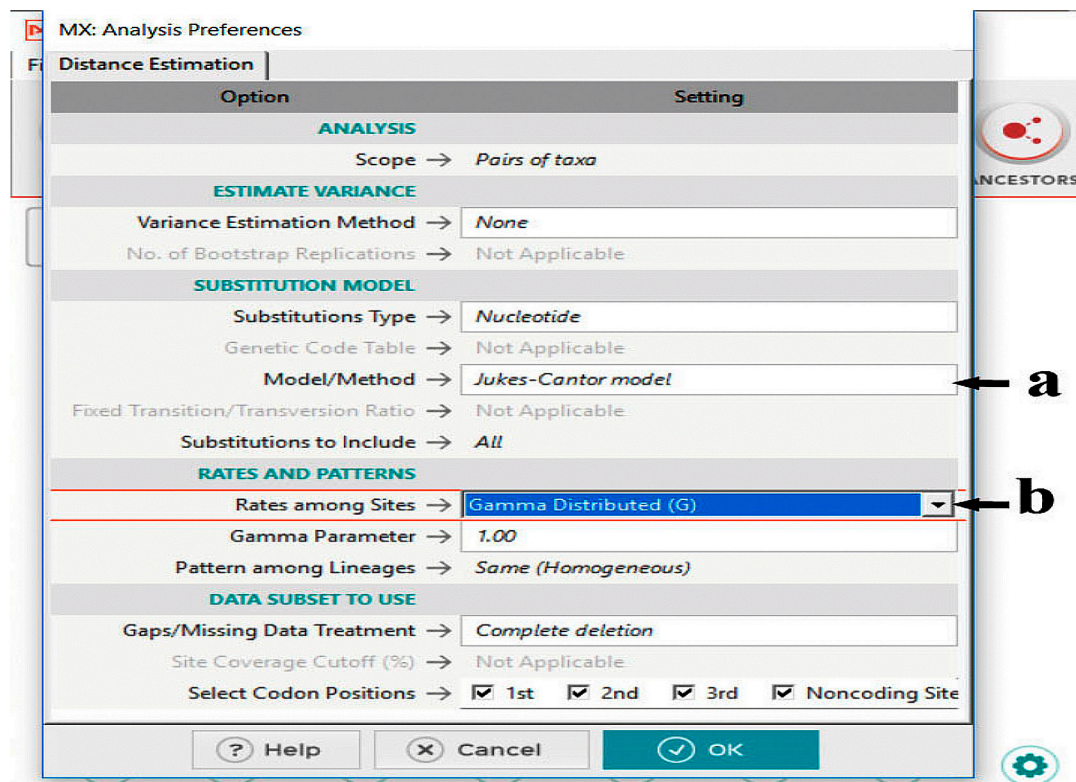 MX: Analysis Preferences
Fi
Distance Estimation
Option Setting
ANALYSIS
Scope → Pairs of taxa
ANCESTORS
ESTIMATE VARIANCE
Variance Estimation Method → None
No. of Bootstrap Replications → Not Applicable
SUBSTITUTION MODEL
Substitutions Type → Nucleotide
Genetic Code Table → Not Applicable
Model/Method → Jukes-Cantor model a
Fixed Transition/Transversion Ratio → Not Applicable
Substitutions to Include → All
RATES AND PATTERNS
Rates among Sites → Gamma Distributed (G) b
Gamma Parameter → 1.00
Pattern among Lineages → Same (Homogeneous)
DATA SUBSET TO USE
Gaps/Missing Data Treatment → Complete deletion
Site Coverage Cutoff (%) → Not Applicable
Select Codon Positions → 1st 2nd 3rd Noncoding Site
? Help Cancel OK